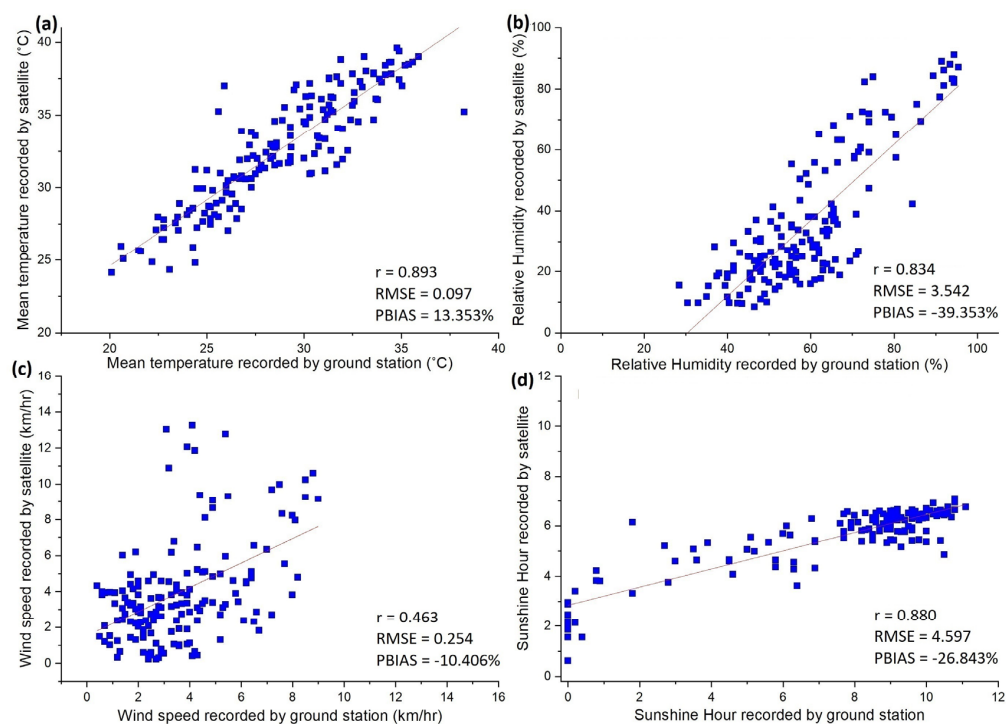 (a)
Mean temperature recorded by satellite (˚C)
40
35
30
25
20
r = 0.893
RMSE = 0.097
PBIAS = 13.353%
20 25 30 35 40
Mean temperature recorded by ground station (˚C)
(b)
Relative Humidity recorded by satellite (%)
100
80
60
40
20
0
r = 0.834
RMSE = 3.542
PBIAS = -39.353%
0 20 40 60 80 100
Relative Humidity recorded by ground station (%)
(c)
Wind speed recorded by satellite (km/hr)
16
14
12
10
8
6
4
2
0
r = 0.463
RMSE = 0.254
PBIAS = -10.406%
0 2 4 6 8 10 12 14 16
Wind speed recorded by ground station (km/hr)
(d)
Sunshine Hour recorded by satellite
12
10
8
6
4
2
0
r = 0.880
RMSE = 4.597
PBIAS = -26.843%
0 2 4 6 8 10 12
Sunshine Hour recorded by ground station